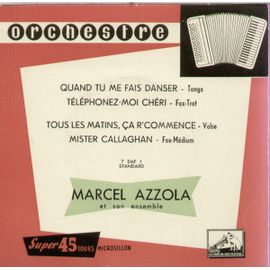 orchestre
QUAND TU ME FAIS DANSER - Tango
TÉLÉPHONEZ-MOI CHÉRI - Fox-Trot
TOUS LES MATINS, ÇA R'COMMENCE - Valse
MISTER CALLAGHAN - Fox-Médium
7 EMF 1
STANDARD
MARCEL AZZOLA
et son ensemble
Super 45 TOURS MICROSILLON